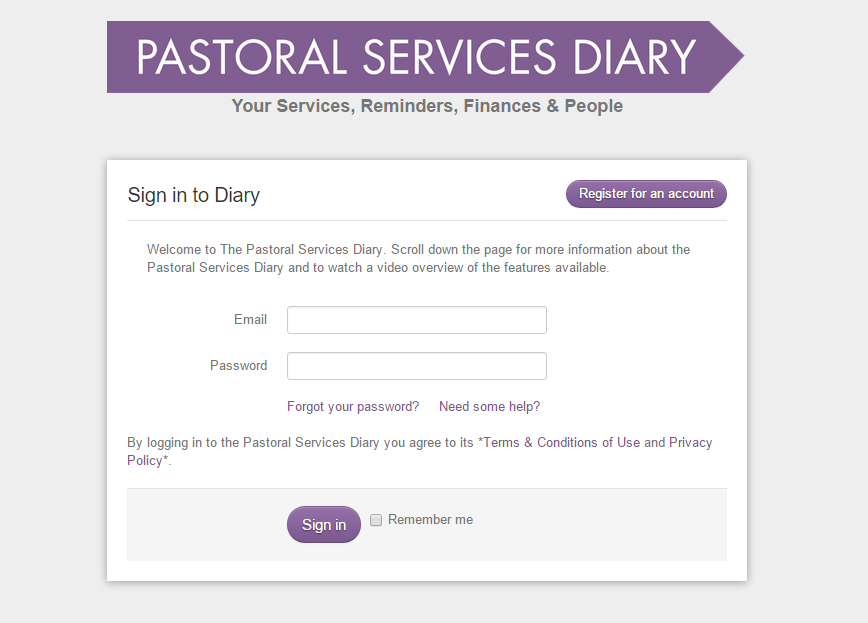 PASTORAL SERVICES DIARY
Your Services, Reminders, Finances & People
Sign in to Diary
Register for an account
Welcome to The Pastoral Services Diary. Scroll down the page for more information about the
Pastoral Services Diary and to watch a video overview of the features available.
Email
Password
Forgot your password? Need some help?
By logging in to the Pastoral Services Diary you agree to its *Terms & Conditions of Use and Privacy
Policy*.
Sign in Remember me